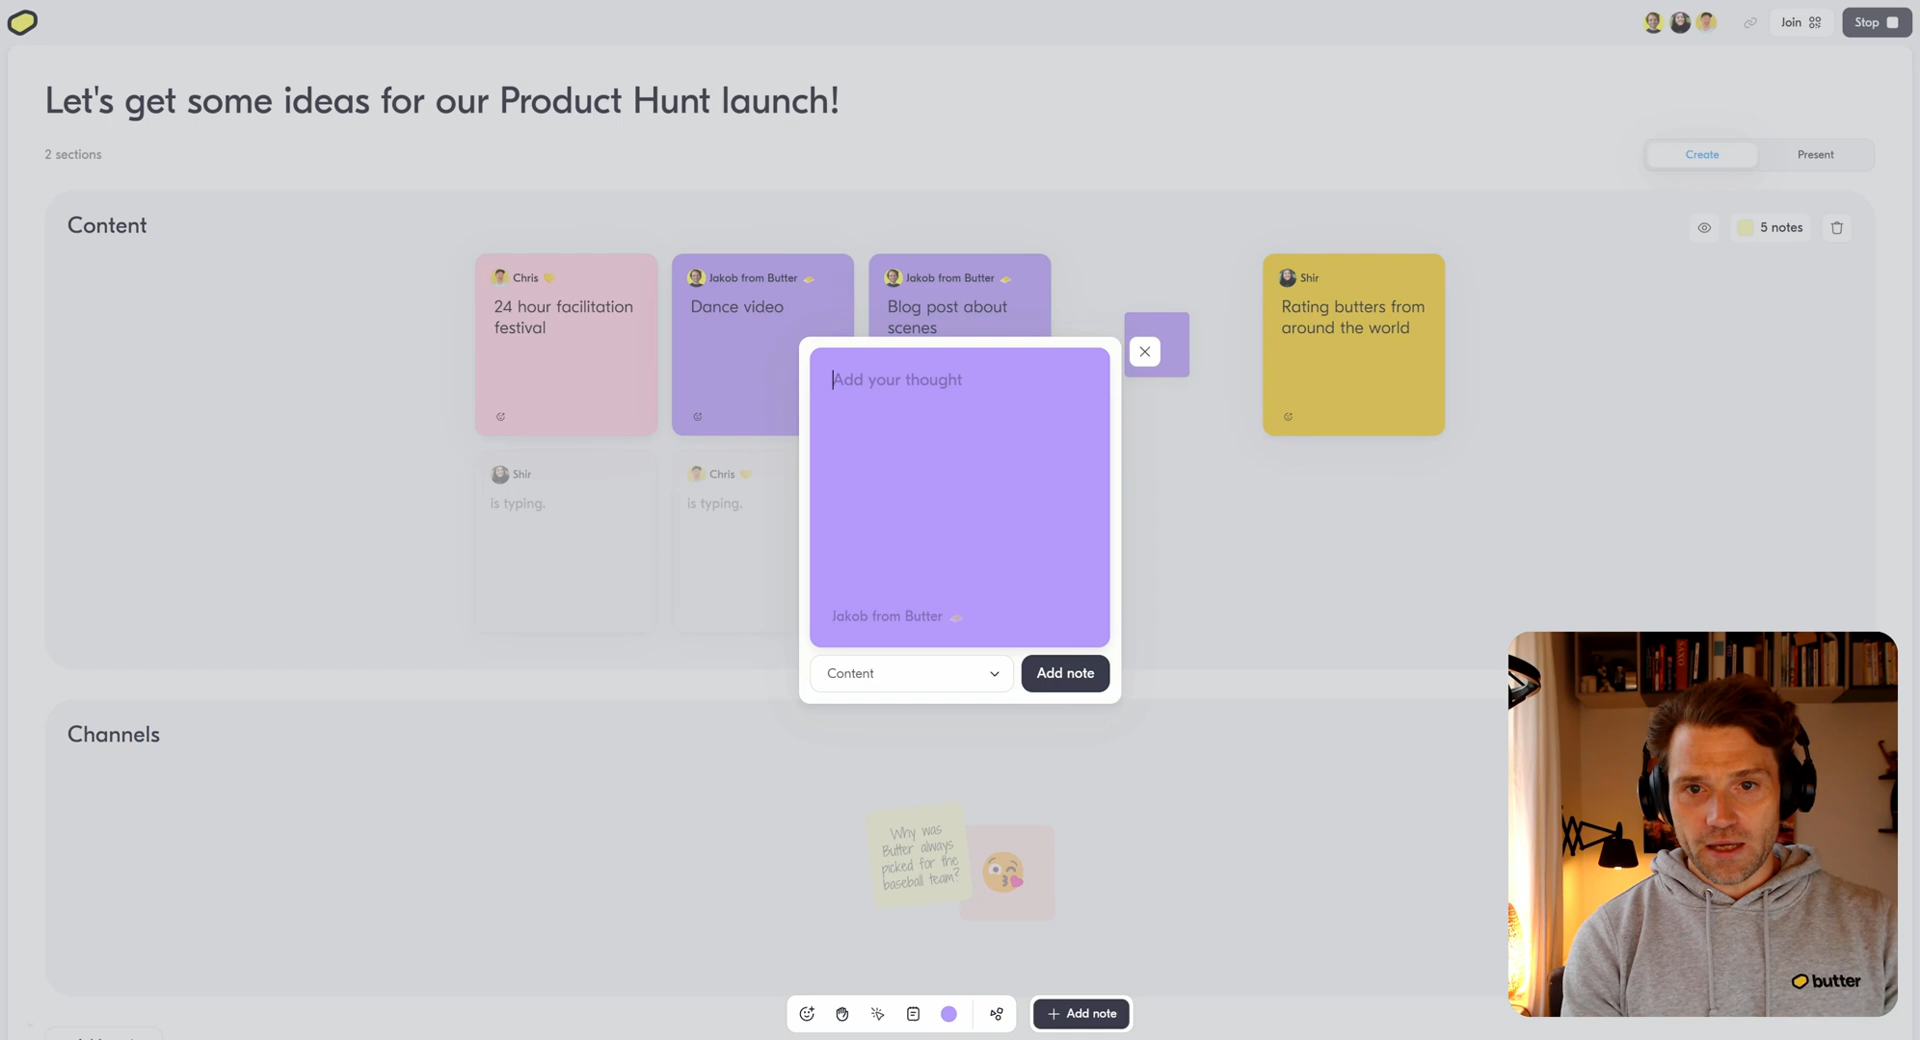 Join
Stop
Let's get some ideas for our Product Hunt launch!
2 sections
Create
Present
Content
5 notes
Chris
24 hour facilitation
festival
Jakob from Butter
Dance video
Jakob from Butter
Blog post about
scenes
Shir
Rating butters from
around the world
Shir
is typing.
Chris
is typing.
Add your thought
Jakob from Butter
Content
Add note
Channels
Why was
Butter always
picked for the
baseball team?
butter
Add note